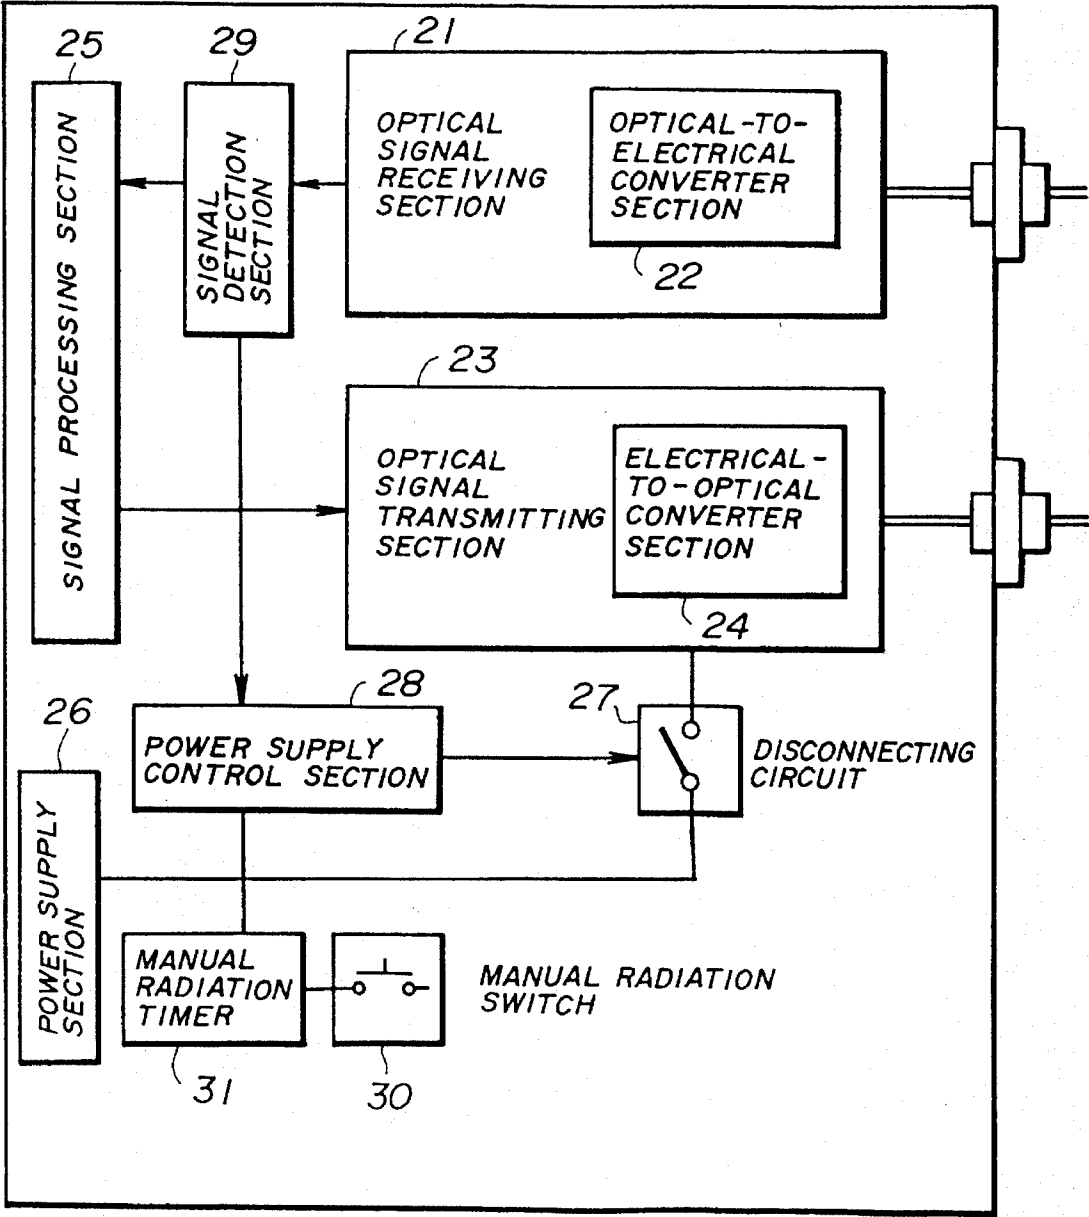 25
29
21
SIGNAL PROCESSING SECTION
SIGNAL
DETECTION
SECTION
OPTICAL
SIGNAL
RECEIVING
SECTION
OPTICAL-TO-
ELECTRICAL
CONVERTER
SECTION
22
23
OPTICAL
SIGNAL
TRANSMITTING
SECTION
ELECTRICAL-
TO-OPTICAL
CONVERTER
SECTION
24
26
28
27
POWER SUPPLY
CONTROL SECTION
DISCONNECTING
CIRCUIT
POWER SUPPLY
SECTION
MANUAL
RADIATION
TIMER
MANUAL RADIATION
SWITCH
31
30